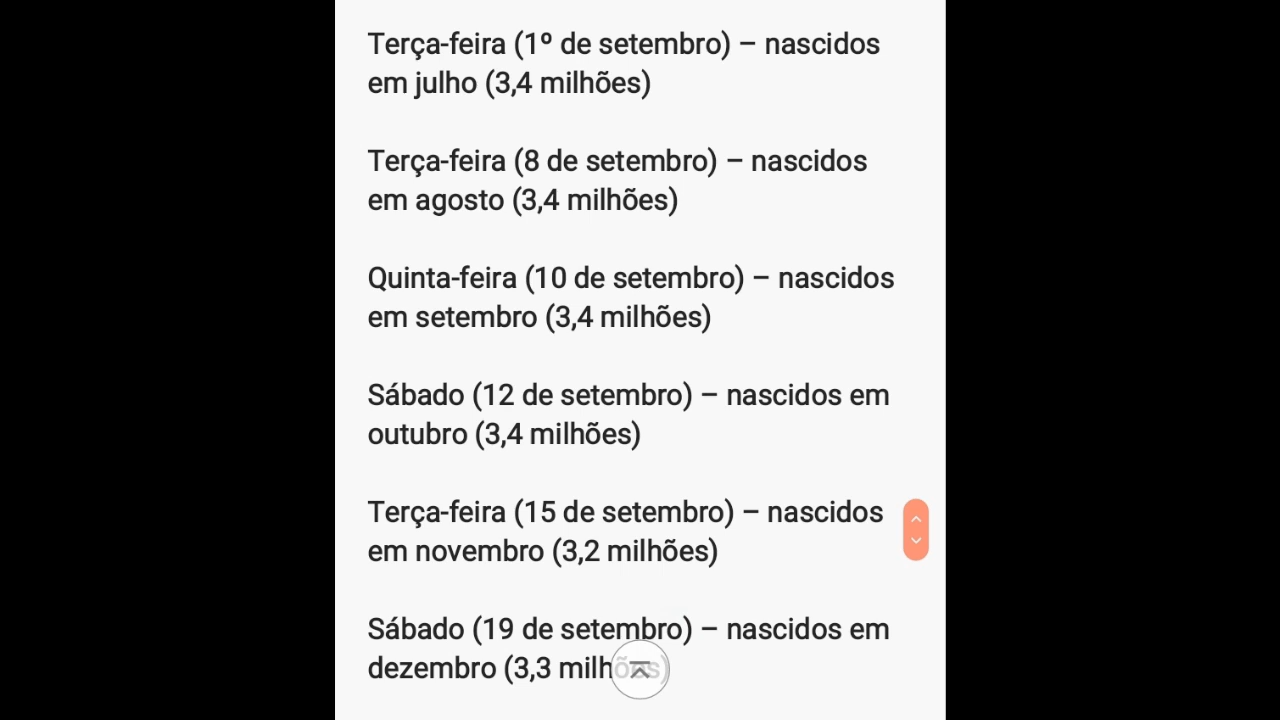 Terça-feira (1º de setembro) – nascidos
em julho (3,4 milhões)
Terça-feira (8 de setembro) – nascidos
em agosto (3,4 milhões)
Quinta-feira (10 de setembro) – nascidos
em setembro (3,4 milhões)
Sábado (12 de setembro) – nascidos em
outubro (3,4 milhões)
Terça-feira (15 de setembro) – nascidos
em novembro (3,2 milhões)
Sábado (19 de setembro) – nascidos em
dezembro (3,3 milhões)